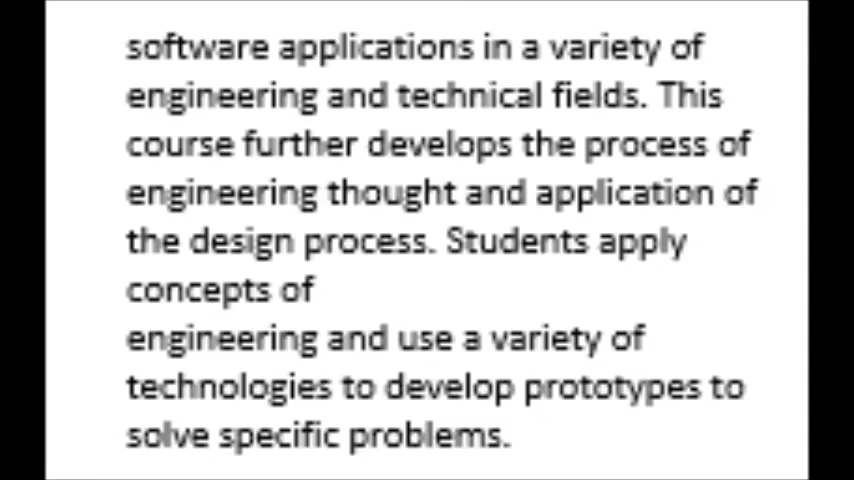 software applications in a variety of
engineering and technical fields. This
course further develops the process of
engineering thought and application of
the design process. Students apply
concepts of
engineering and use a variety of
technologies to develop prototypes to
solve specific problems.